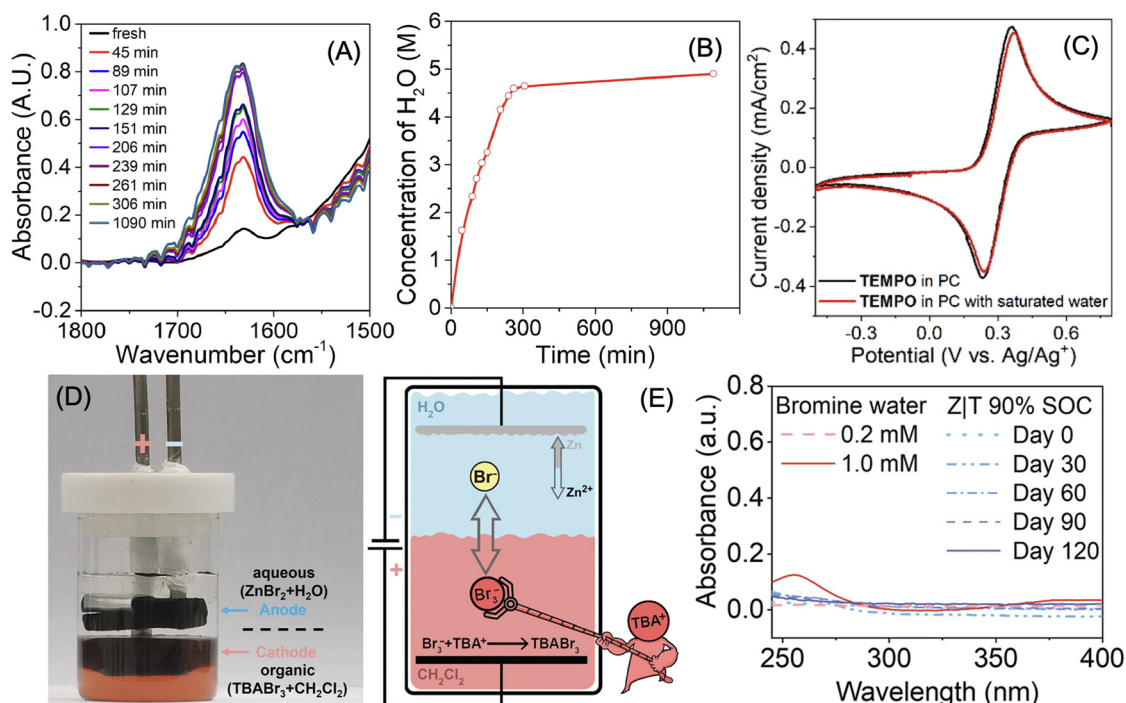 (A)
fresh
45 min
89 min
107 min
129 min
151 min
206 min
239 min
261 min
306 min
1090 min
Absorbance (A.U.)
1.0
0.8
0.6
0.4
0.2
0.0
-0.2
1800 1700 1600 1500
Wavenumber (cm⁻¹)
(B)
Concentration of H₂O (M)
6
5
4
3
2
1
0
0 300 600 900
Time (min)
(C)
Current density (mA/cm²)
0.4
0.2
0.0
-0.2
-0.4
TEMPO in PC
TEMPO in PC with saturated water
-0.3 0.0 0.3 0.6
Potential (V vs. Ag/Ag⁺)
(D)
+ −
aqueous
(ZnBr₂+H₂O)
Anode
Cathode
organic
(TBABr₃+CH₂Cl₂)
H₂O
Zn
Zn²⁺
Br⁻
−
+
Br₃⁻
TBA⁺
Br₃⁻+TBA⁺ → TBABr₃
CH₂Cl₂
(E)
Absorbance (a.u.)
0.8
0.6
0.4
0.2
0.0
Bromine water
0.2 mM
1.0 mM
Z|T 90% SOC
Day 0
Day 30
Day 60
Day 90
Day 120
250 300 350 400
Wavelength (nm)